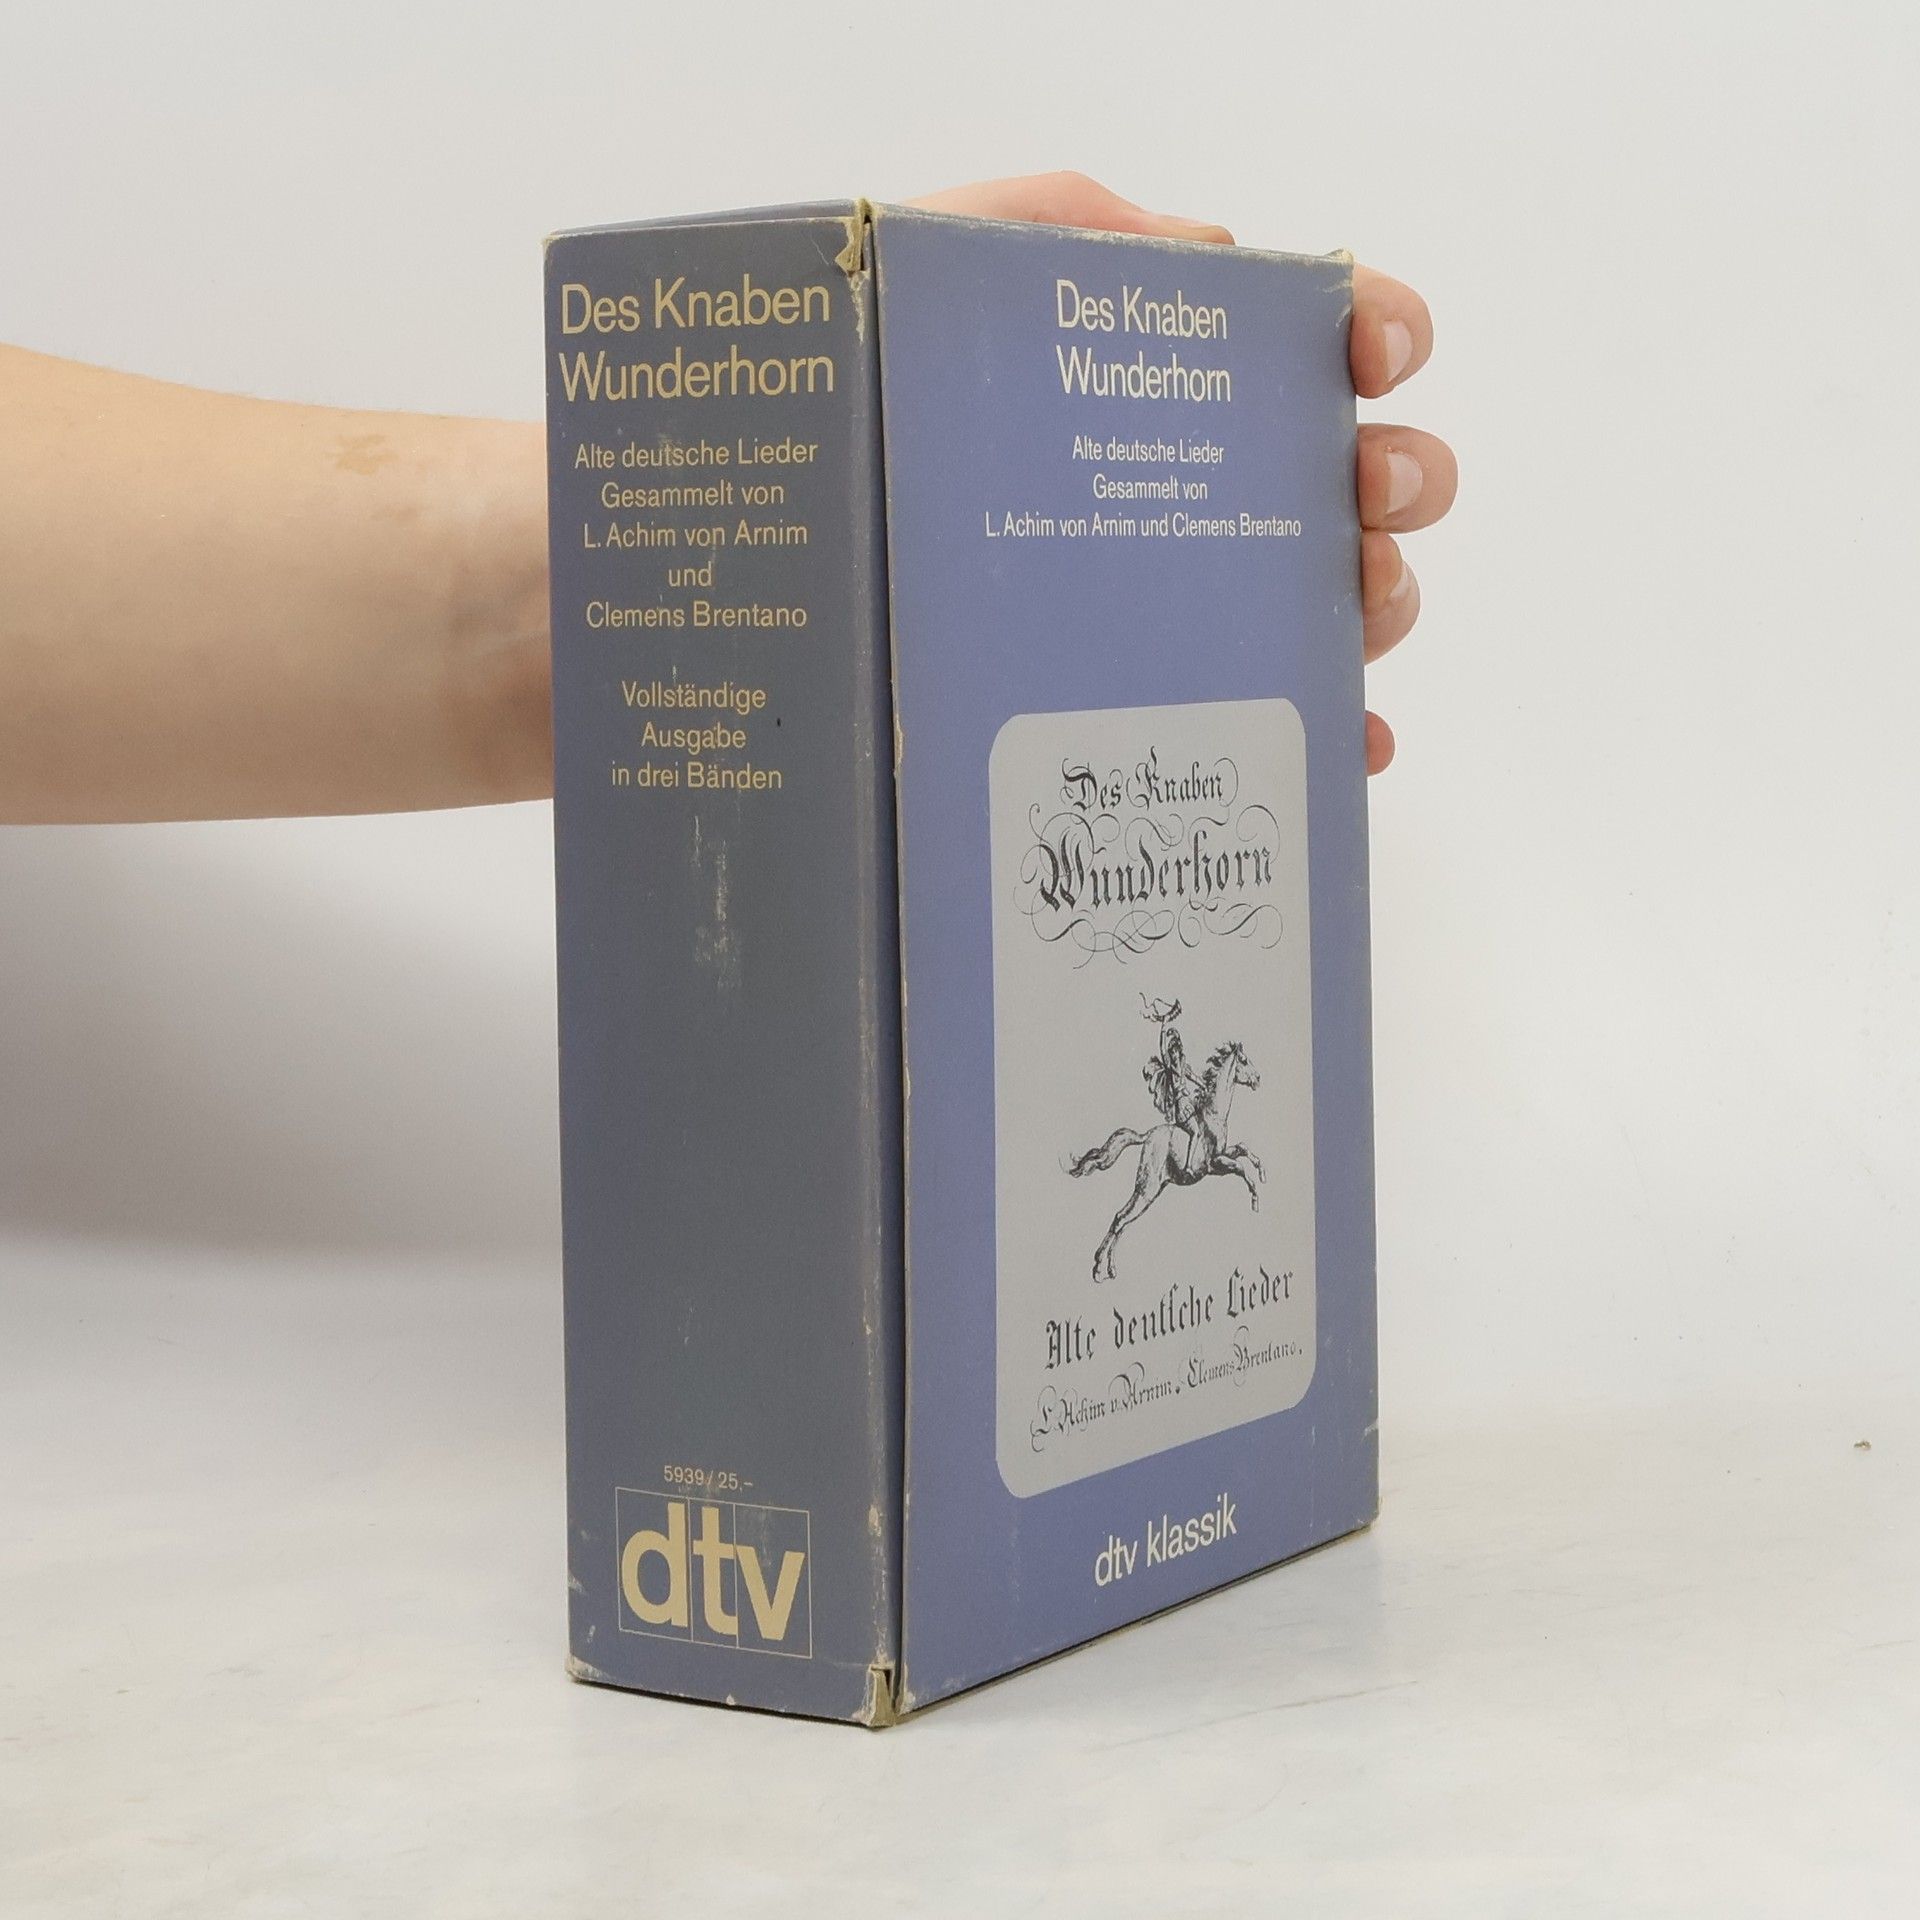 Des Knaben
Wunderhorn
Alte deutsche Lieder
Gesammelt von
L. Achim von Arnim
und
Clemens Brentano
Vollständige
Ausgabe
in drei Bänden
5939/25,–
dtv
Des Knaben
Wunderhorn
Alte deutsche Lieder
Gesammelt von
L. Achim von Arnim und Clemens Brentano
Des Knaben
Wunderhorn
Alte deutſche Lieder
L. Achim v. Arnim. Clemens Brentano.
dtv klassik